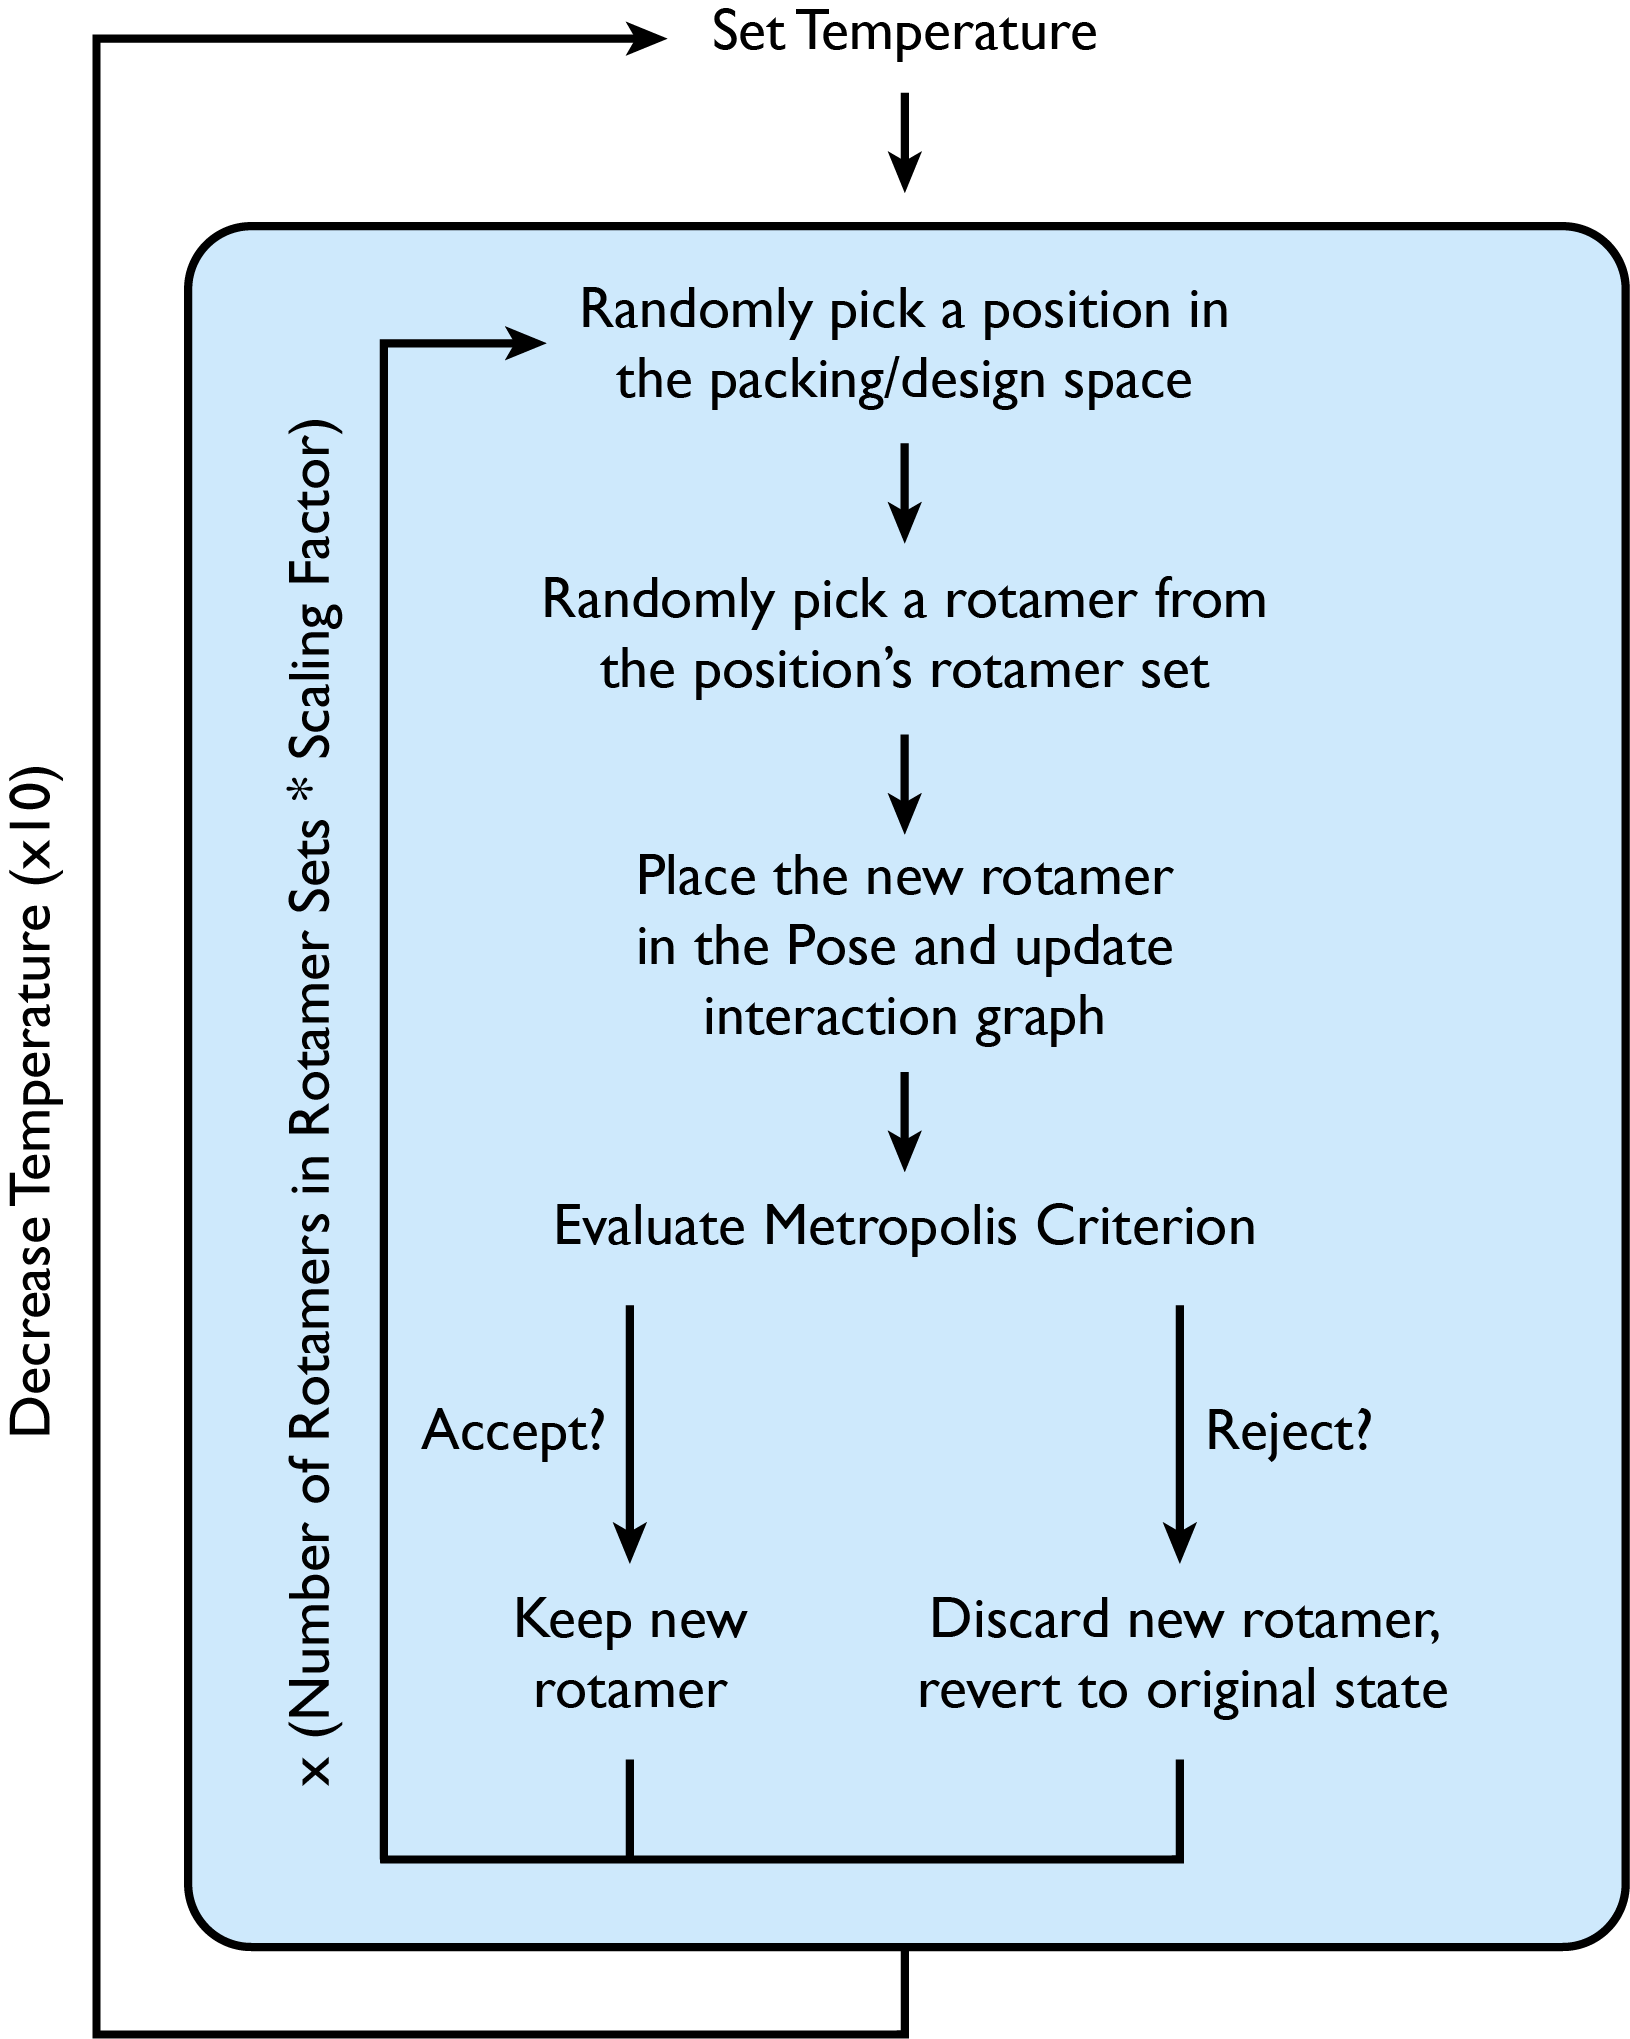 Set Temperature
Randomly pick a position in
the packing/design space
Randomly pick a rotamer from
the position’s rotamer set
Place the new rotamer
in the Pose and update
interaction graph
Evaluate Metropolis Criterion
Accept?
Reject?
Keep new
rotamer
Discard new rotamer,
revert to original state
x (Number of Rotamers in Rotamer Sets * Scaling Factor)
Decrease Temperature (x10)